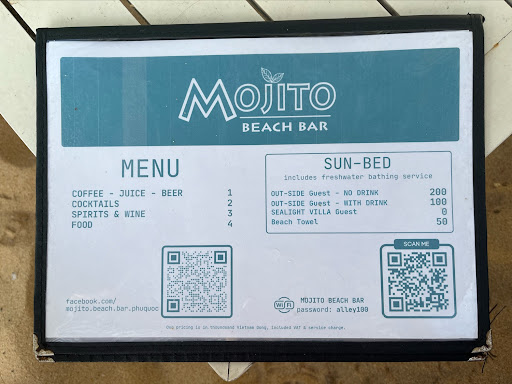 MOJITO
BEACH BAR
MENU
COFFEE - JUICE - BEER 1
COCKTAILS 2
SPIRITS & WINE 3
FOOD 4
SUN-BED
includes freshwater bathing service
OUT-SIDE Guest - NO DRINK 200
OUT-SIDE Guest - WITH DRINK 100
SEALIGHT VILLA Guest 0
Beach Towel 50
SCAN ME
facebook.com/
mojito.beach.bar.phuquoc
WiFi
MOJITO BEACH BAR
password: alley109
pricing is in thousand Vietnam Dong, included VAT & service charge.